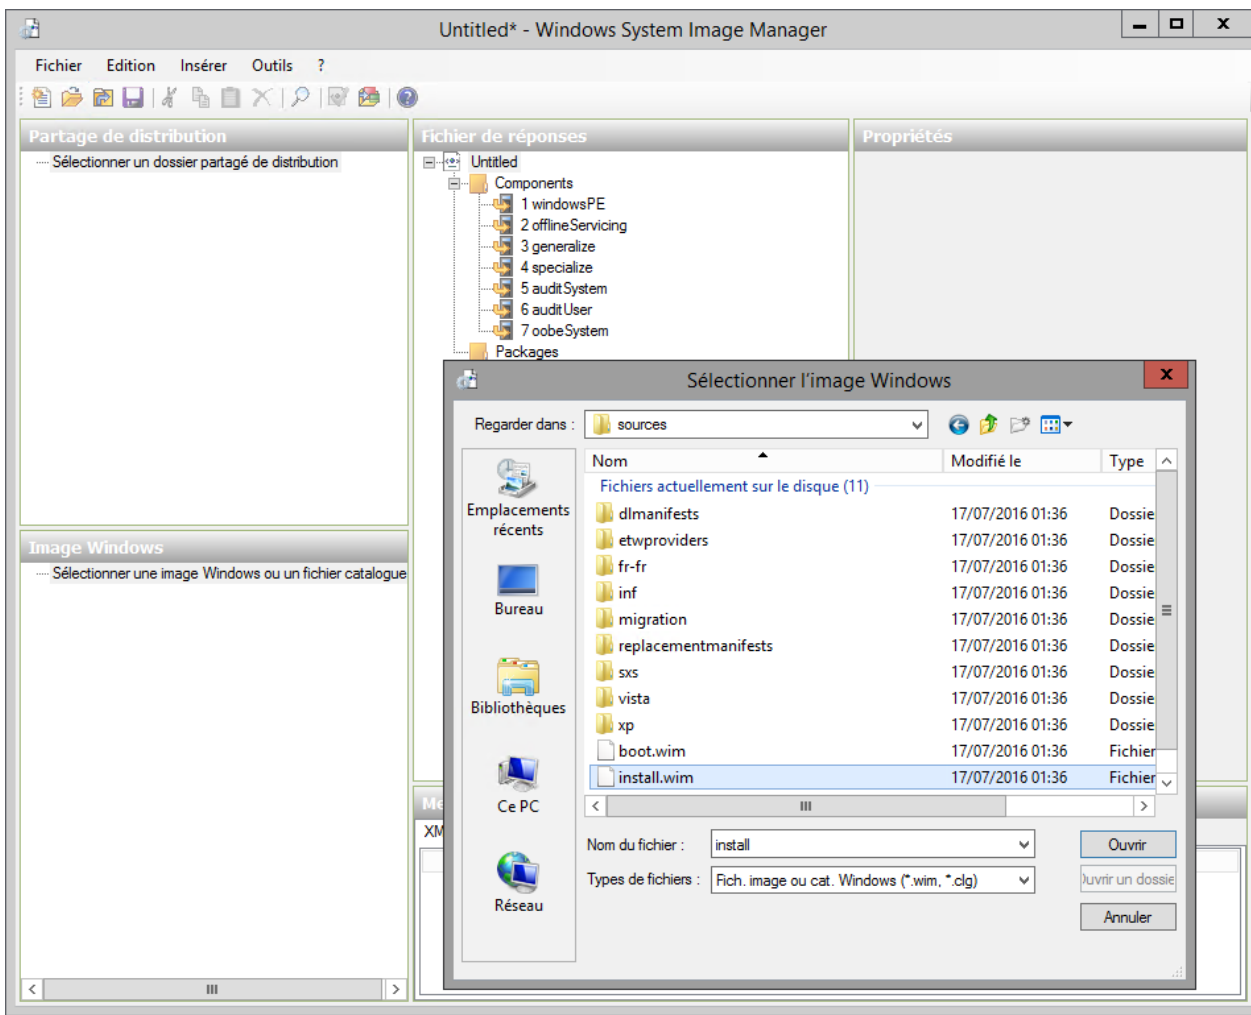 Untitled* - Windows System Image Manager
Fichier Edition Insérer Outils ?
Partage de distribution
Sélectionner un dossier partagé de distribution
Fichier de réponses
Untitled
Components
1 windowsPE
2 offlineServicing
3 generalize
4 specialize
5 auditSystem
6 auditUser
7 oobeSystem
Packages
Propriétés
Image Windows
Sélectionner une image Windows ou un fichier catalogue
Me
XM
Sélectionner l'image Windows
Regarder dans : sources
Emplacements récents
Bureau
Bibliothèques
Ce PC
Réseau
Nom Modifié le Type
Fichiers actuellement sur le disque (11)
dlmanifests 17/07/2016 01:36 Dossie
etwproviders 17/07/2016 01:36 Dossie
fr-fr 17/07/2016 01:36 Dossie
inf 17/07/2016 01:36 Dossie
migration 17/07/2016 01:36 Dossie
replacementmanifests 17/07/2016 01:36 Dossie
sxs 17/07/2016 01:36 Dossie
vista 17/07/2016 01:36 Dossie
xp 17/07/2016 01:36 Dossie
boot.wim 17/07/2016 01:36 Fichier
install.wim 17/07/2016 01:36 Fichier
Nom du fichier : install Ouvrir
Types de fichiers : Fich. image ou cat. Windows (*.wim, *.clg) Ouvrir un dossie
Annuler